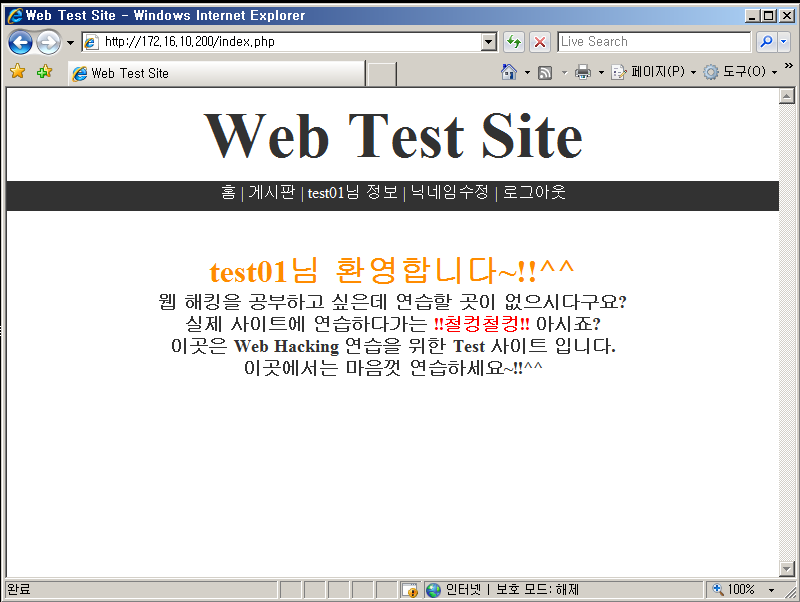 Web Test Site - Windows Internet Explorer
http://172.16.10.200/index.php
Live Search
Web Test Site
페이지(P)
도구(O)
»
Web Test Site
홈 | 게시판 | test01님 정보 | 닉네임수정 | 로그아웃
test01님 환영합니다~!!^^
웹 해킹을 공부하고 싶은데 연습할 곳이 없으시다구요?
실제 사이트에 연습하다가는 !!철컹철컹!! 아시죠?
이곳은 Web Hacking 연습을 위한 Test 사이트 입니다.
이곳에서는 마음껏 연습하세요~!!^^
완료
인터넷 | 보호 모드: 해제
100%